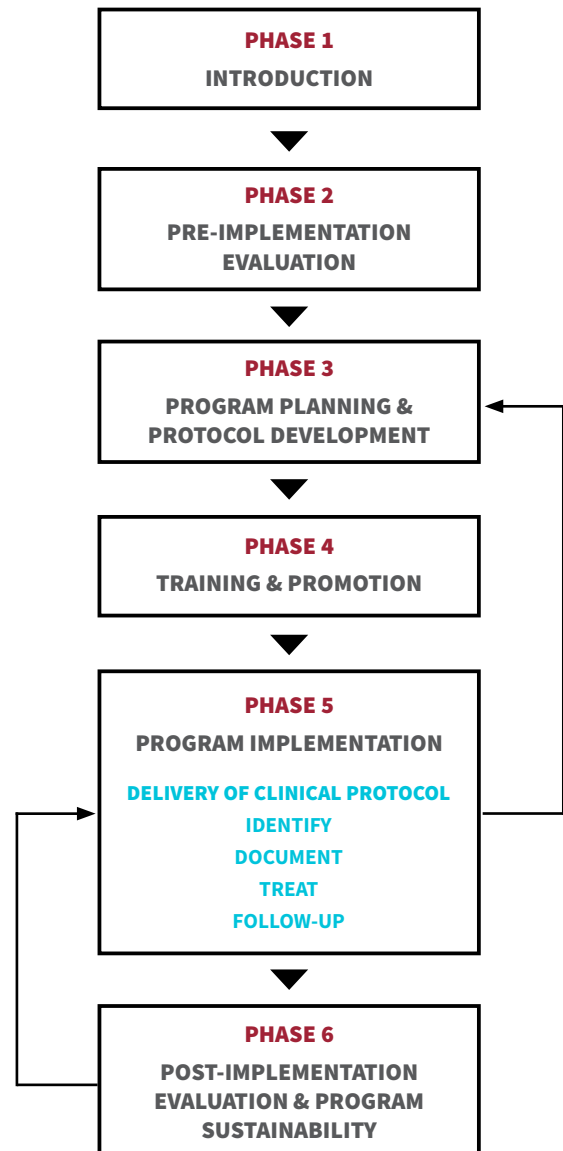 PHASE 1
INTRODUCTION
PHASE 2
PRE-IMPLEMENTATION
EVALUATION
PHASE 3
PROGRAM PLANNING &
PROTOCOL DEVELOPMENT
PHASE 4
TRAINING & PROMOTION
PHASE 5
PROGRAM IMPLEMENTATION
DELIVERY OF CLINICAL PROTOCOL
IDENTIFY
DOCUMENT
TREAT
FOLLOW-UP
PHASE 6
POST-IMPLEMENTATION
EVALUATION & PROGRAM
SUSTAINABILITY